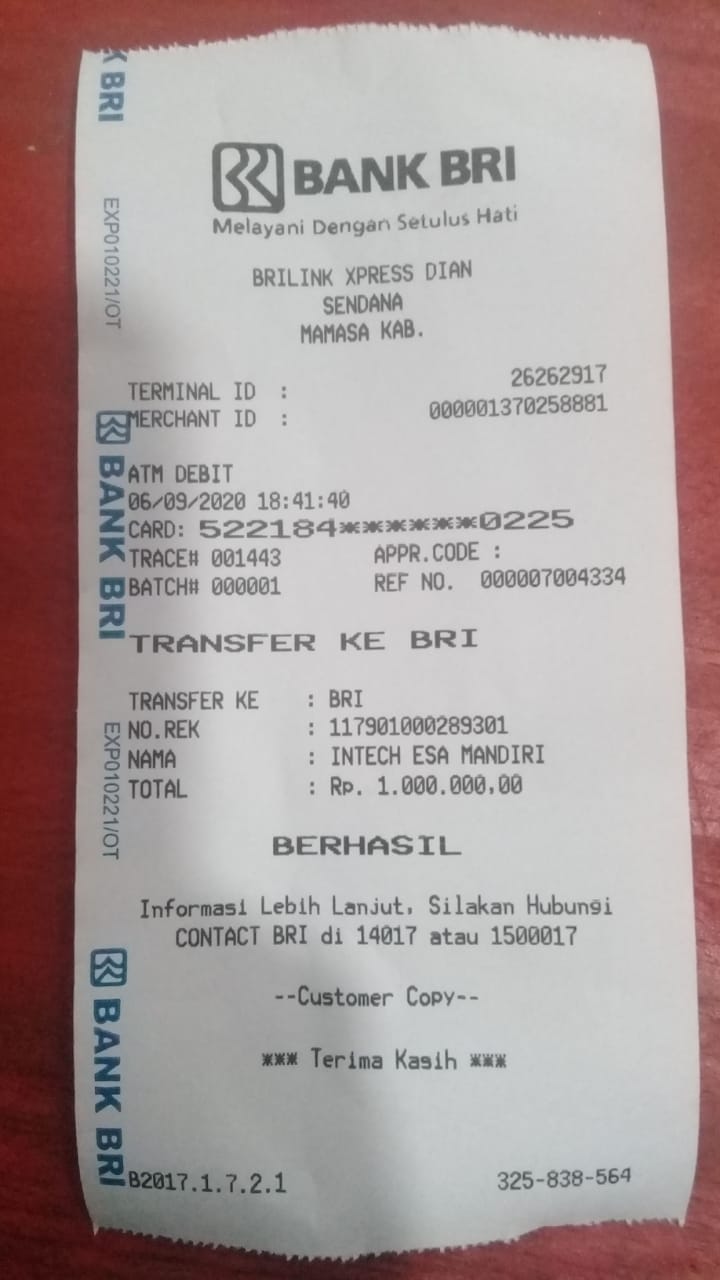 BRI
BANK BRI
Melayani Dengan Setulus Hati
EXP010221/OT
BRILINK XPRESS DIAN
SENDANA
MAMASA KAB.
TERMINAL ID : 26262917
MERCHANT ID : 000001370258881
BANK BRI
ATM DEBIT
06/09/2020 18:41:40
CARD: 522184******0225
TRACE# 001443 APPR.CODE :
BATCH# 000001 REF NO. 000007004334
TRANSFER KE BRI
TRANSFER KE : BRI
NO.REK : 117901000289301
NAMA : INTECH ESA MANDIRI
TOTAL : Rp. 1.000.000,00
EXP010221/OT
BERHASIL
Informasi Lebih Lanjut, Silakan Hubungi
CONTACT BRI di 14017 atau 1500017
--Customer Copy--
*** Terima Kasih ***
BANK BRI
B2017.1.7.2.1 325-838-564